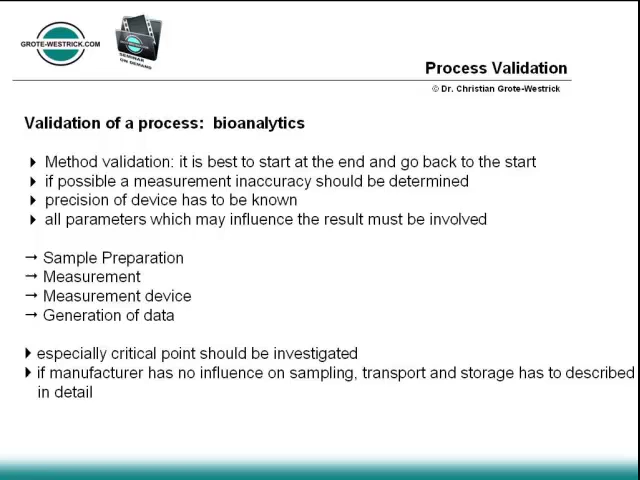 GROTE-WESTRICK.COM
SEMINAR
ON DEMAND
Process Validation
© Dr. Christian Grote-Westrick
Validation of a process: bioanalytics
Method validation: it is best to start at the end and go back to the start
if possible a measurement inaccuracy should be determined
precision of device has to be known
all parameters which may influence the result must be involved
→ Sample Preparation
→ Measurement
→ Measurement device
→ Generation of data
especially critical point should be investigated
if manufacturer has no influence on sampling, transport and storage has to described
in detail